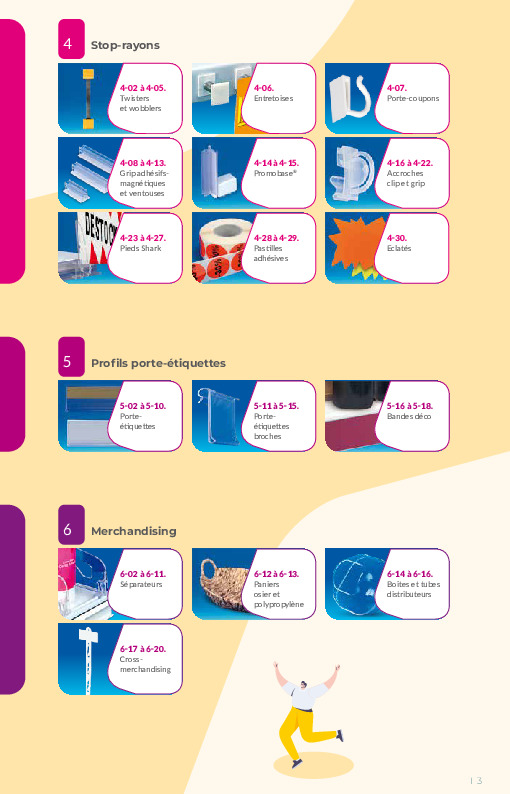 4
Stop-rayons
4-02 à 4-05.
Twisters
et wobblers
4-06.
Entretoises
4-07.
Porte-coupons
4-08 à 4-13.
Grip adhésifs-
magnétiques
et ventouses
4-14 à 4-15.
Promobase®
4-16 à 4-22.
Accroches
clip et grip
DESTOC
4-23 à 4-27.
Pieds Shark
4-28 à 4-29.
Pastilles
adhésives
4-30.
Eclatés
5
Profils porte-étiquettes
5-02 à 5-10.
Porte-
étiquettes
5-11 à 5-15.
Porte-
étiquettes
broches
5-16 à 5-18.
Bandes déco
6
Merchandising
6-02 à 6-11.
Séparateurs
6-12 à 6-13.
Paniers
osier et
polypropylène
6-14 à 6-16.
Boîtes et tubes
distributeurs
6-17 à 6-20.
Cross-
merchandising
I 3